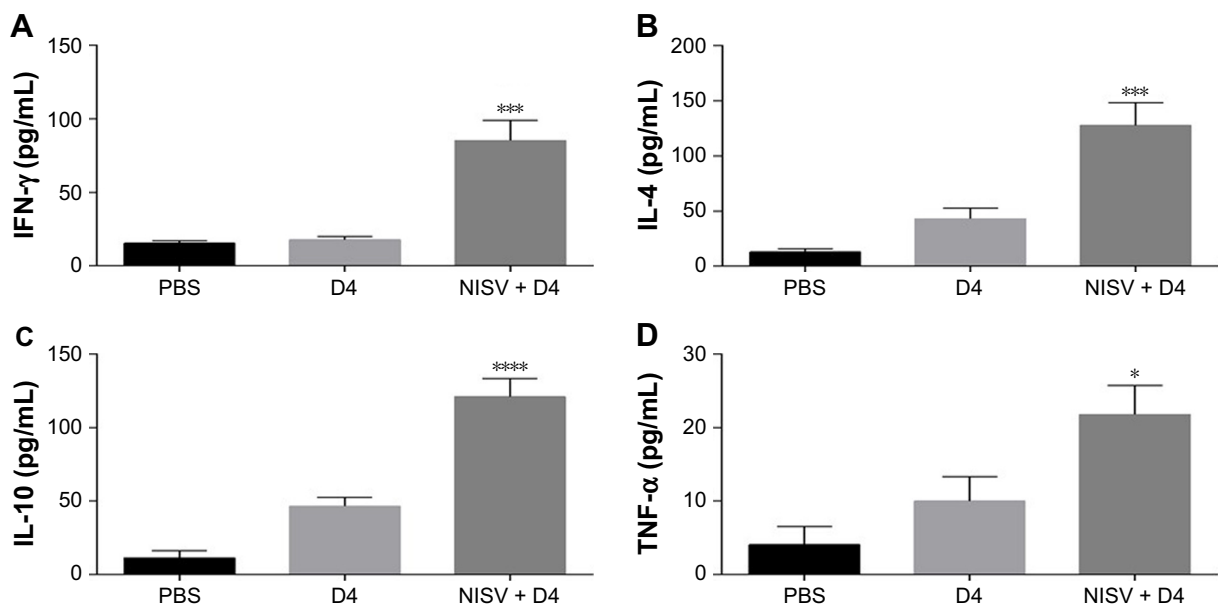 A
IFN-γ (pg/mL)
150
100
50
0
***
PBS
D4
NISV + D4
B
IL-4 (pg/mL)
200
150
100
50
0
***
PBS
D4
NISV + D4
C
IL-10 (pg/mL)
150
100
50
0
****
PBS
D4
NISV + D4
D
TNF-α (pg/mL)
30
20
10
0
*
PBS
D4
NISV + D4